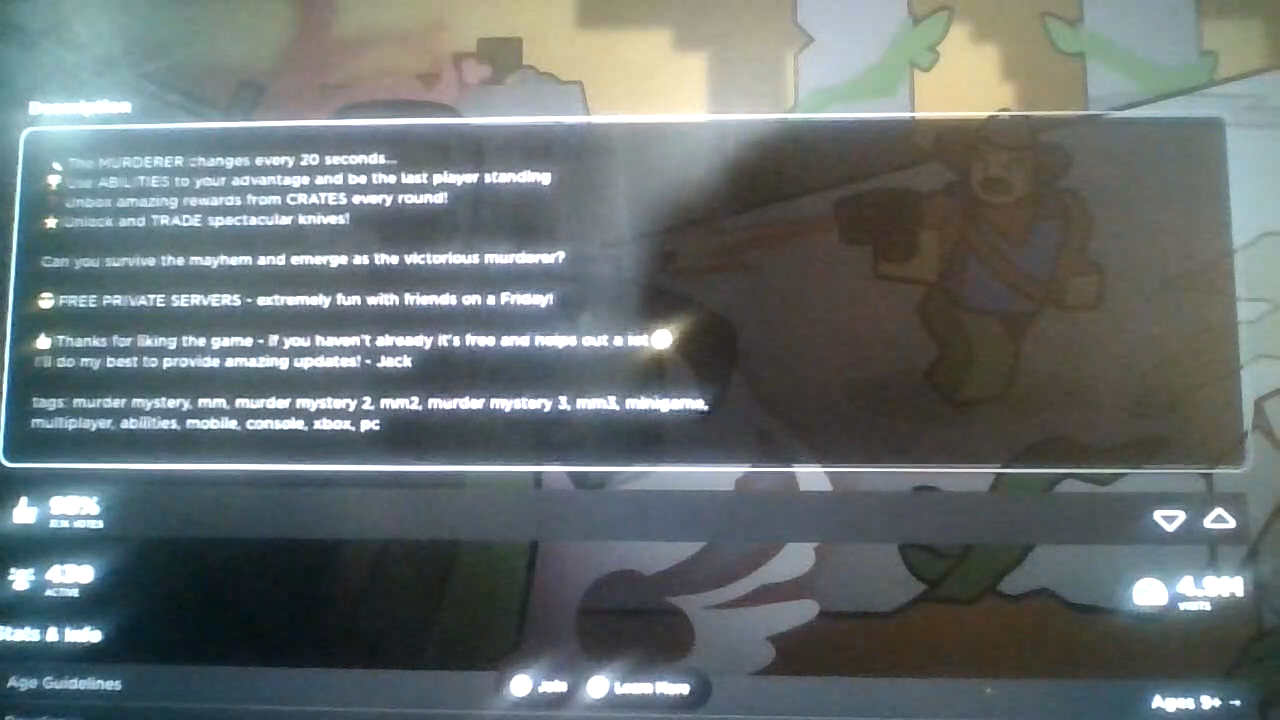 Description
The MURDERER changes every 20 seconds...
Use ABILITIES to your advantage and be the last player standing
Unbox amazing rewards from CRATES every round!
Unlock and TRADE spectacular knives!
Can you survive the mayhem and emerge as the victorious murderer?
FREE PRIVATE SERVERS - extremely fun with friends on a Friday!
Thanks for liking the game - if you haven't already it's free and helps out a lot
I'll do my best to provide amazing updates! - Jack
tags: murder mystery, mm, murder mystery 2, mm2, murder mystery 3, mm3, minigame,
multiplayer, abilities, mobile, console, xbox, pc
VOTES
ACTIVE
VISITS
Stats & Info
Age Guidelines
Join Learn More
Ages 9+